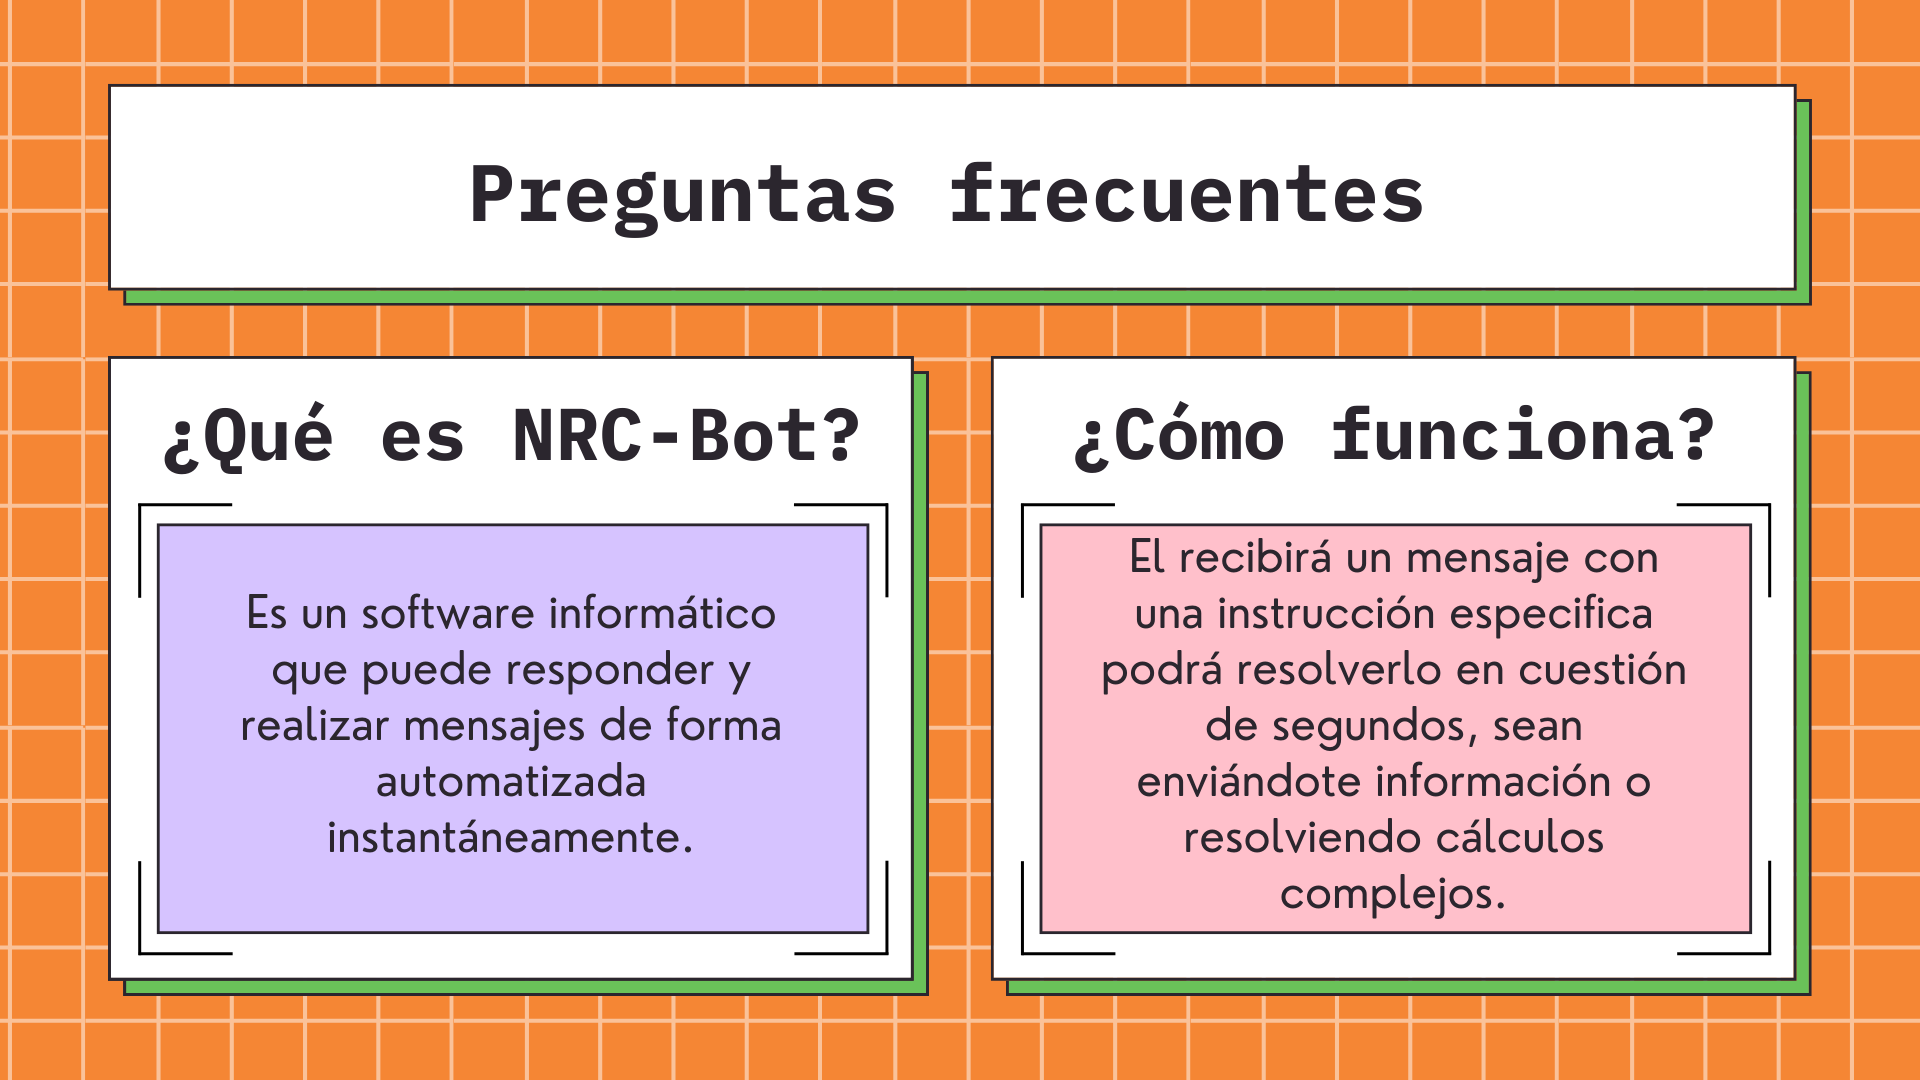 Preguntas frecuentes
¿Qué es NRC-Bot?
Es un software informático
que puede responder y
realizar mensajes de forma
automatizada
instantáneamente.
¿Cómo funciona?
El recibirá un mensaje con
una instrucción especifica
podrá resolverlo en cuestión
de segundos, sean
enviándote información o
resolviendo cálculos
complejos.